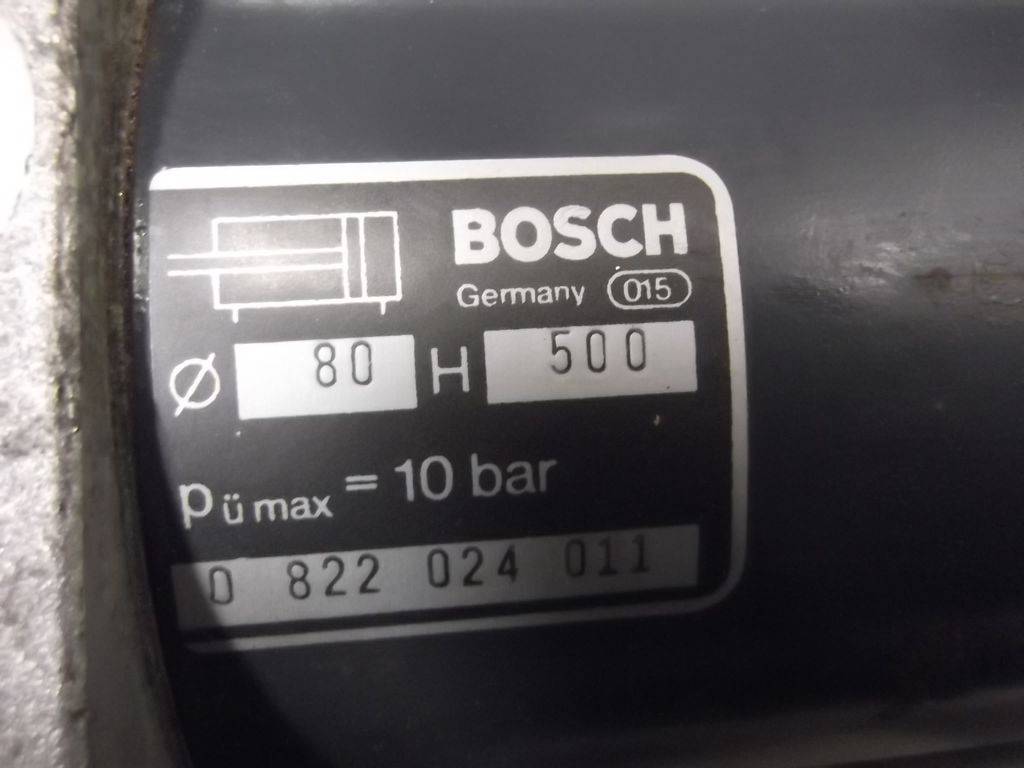 BOSCH
Germany 015
Ø 80 H 500
pü max = 10 bar
0 822 024 011